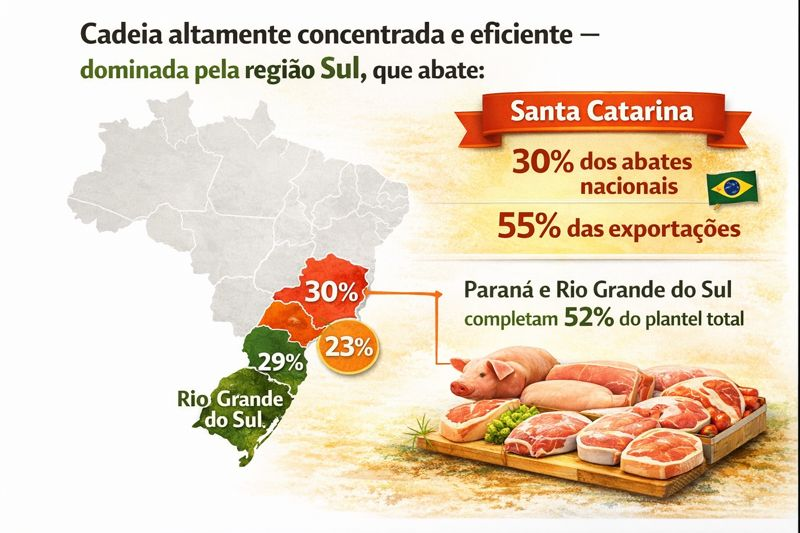 Cadeia altamente concentrada e eficiente —
dominada pela região Sul, que abate:
Santa Catarina
30% dos abates
nacionais
55% das exportações
Paraná e Rio Grande do Sul
completam 52% do plantel total
30%
23%
29%
Rio Grande
do Sul